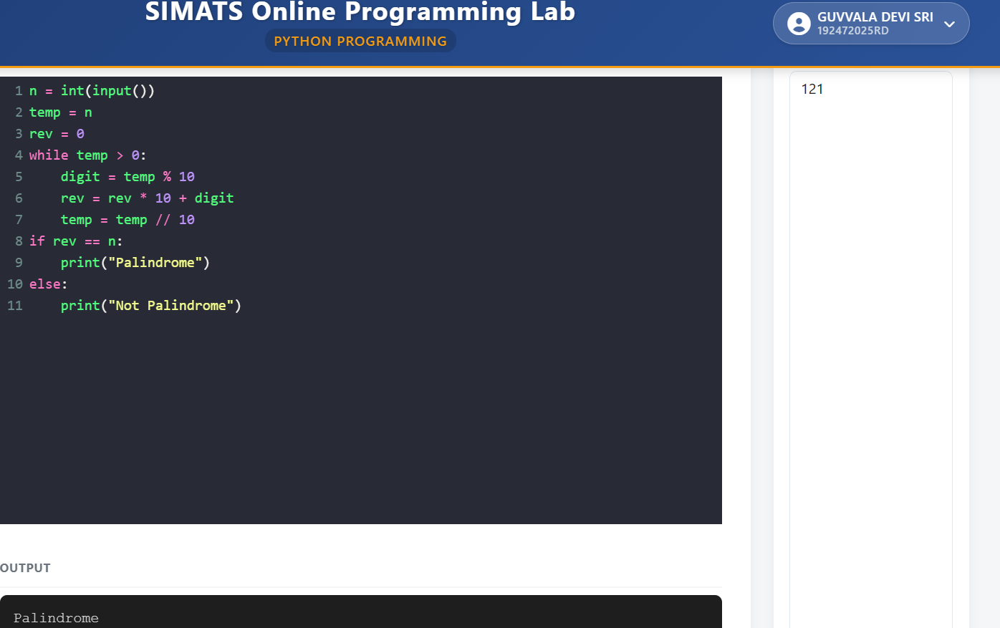 SIMATS Online Programming Lab
PYTHON PROGRAMMING
GUVVALA DEVI SRI
192472025RD
1 n = int(input())
2 temp = n
3 rev = 0
4 while temp > 0:
5     digit = temp % 10
6     rev = rev * 10 + digit
7     temp = temp // 10
8 if rev == n:
9     print("Palindrome")
10 else:
11     print("Not Palindrome")
121
OUTPUT
Palindrome